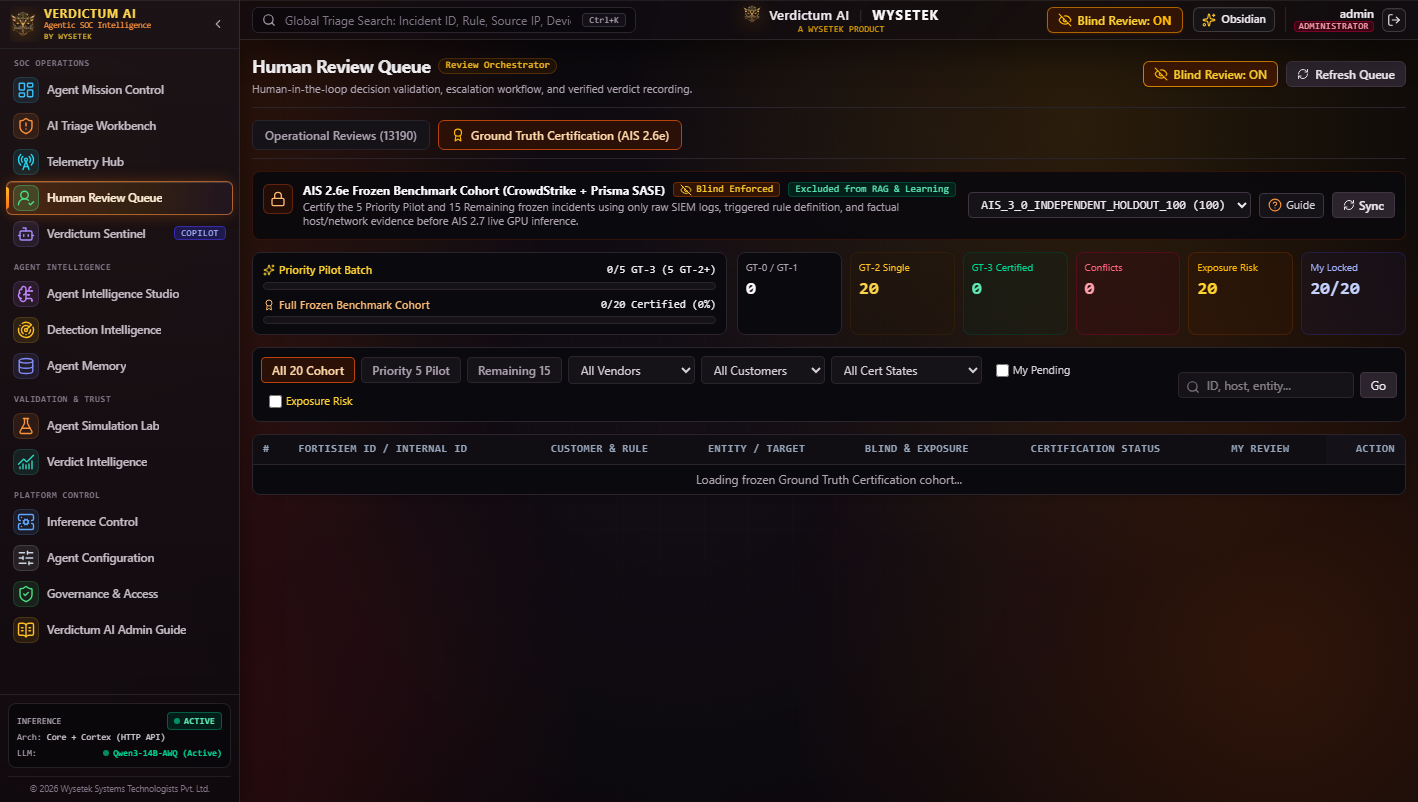 VERDICTUM AI
Agentic SOC Intelligence
BY WYSETEK
Global Triage Search: Incident ID, Rule, Source IP, Devi
Ctrl+K
Verdictum AI | WYSETEK
A WYSETEK PRODUCT
Blind Review: ON
Obsidian
admin
ADMINISTRATOR
SOC OPERATIONS
Agent Mission Control
AI Triage Workbench
Telemetry Hub
Human Review Queue
Verdictum Sentinel
COPILOT
AGENT INTELLIGENCE
Agent Intelligence Studio
Detection Intelligence
Agent Memory
VALIDATION & TRUST
Agent Simulation Lab
Verdict Intelligence
PLATFORM CONTROL
Inference Control
Agent Configuration
Governance & Access
Verdictum AI Admin Guide
INFERENCE
ACTIVE
Arch: Core + Cortex (HTTP API)
LLM:
Qwen3-14B-AWQ (Active)
© 2026 Wysetek Systems Technologists Pvt. Ltd.
Human Review Queue
Review Orchestrator
Human-in-the-loop decision validation, escalation workflow, and verified verdict recording.
Blind Review: ON
Refresh Queue
Operational Reviews (13190)
Ground Truth Certification (AIS 2.6e)
AIS 2.6e Frozen Benchmark Cohort (CrowdStrike + Prisma SASE)
Blind Enforced
Excluded from RAG & Learning
Certify the 5 Priority Pilot and 15 Remaining frozen incidents using only raw SIEM logs, triggered rule definition, and factual
host/network evidence before AIS 2.7 live GPU inference.
AIS_3_0_INDEPENDENT_HOLDOUT_100 (100)
Guide
Sync
Priority Pilot Batch
0/5 GT-3 (5 GT-2+)
Full Frozen Benchmark Cohort
0/20 Certified (0%)
GT-0 / GT-1
0
GT-2 Single
20
GT-3 Certified
0
Conflicts
0
Exposure Risk
20
My Locked
20/20
All 20 Cohort
Priority 5 Pilot
Remaining 15
All Vendors
All Customers
All Cert States
My Pending
Exposure Risk
ID, host, entity...
Go
# FORTISIEM ID / INTERNAL ID CUSTOMER & RULE ENTITY / TARGET BLIND & EXPOSURE CERTIFICATION STATUS MY REVIEW ACTION
Loading frozen Ground Truth Certification cohort...